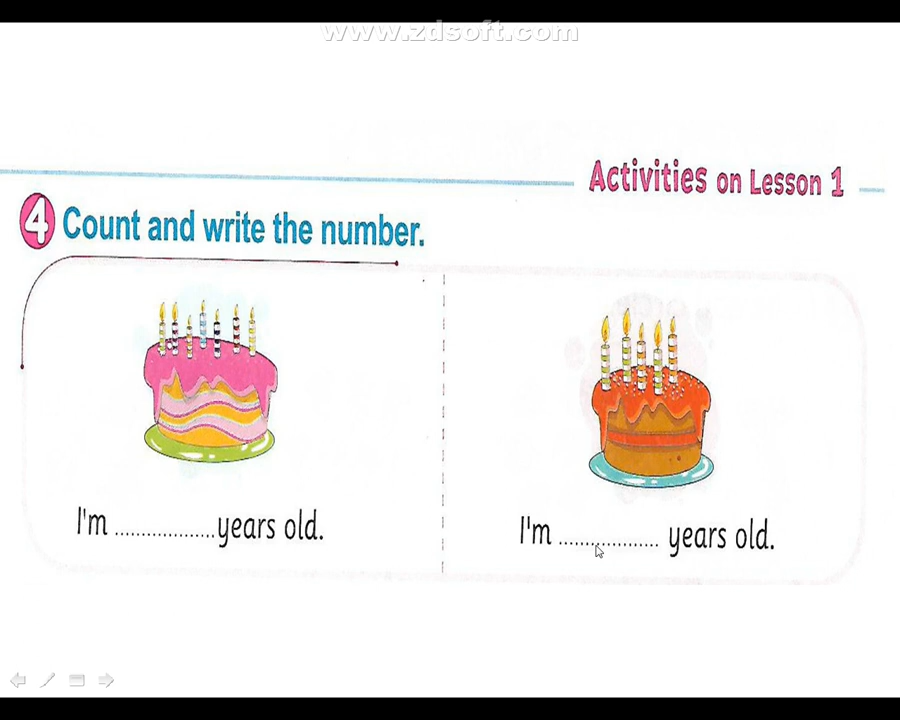 www.zdsoft.com
Activities on Lesson 1
4 Count and write the number.
I'm .................. years old.
I'm .................. years old.